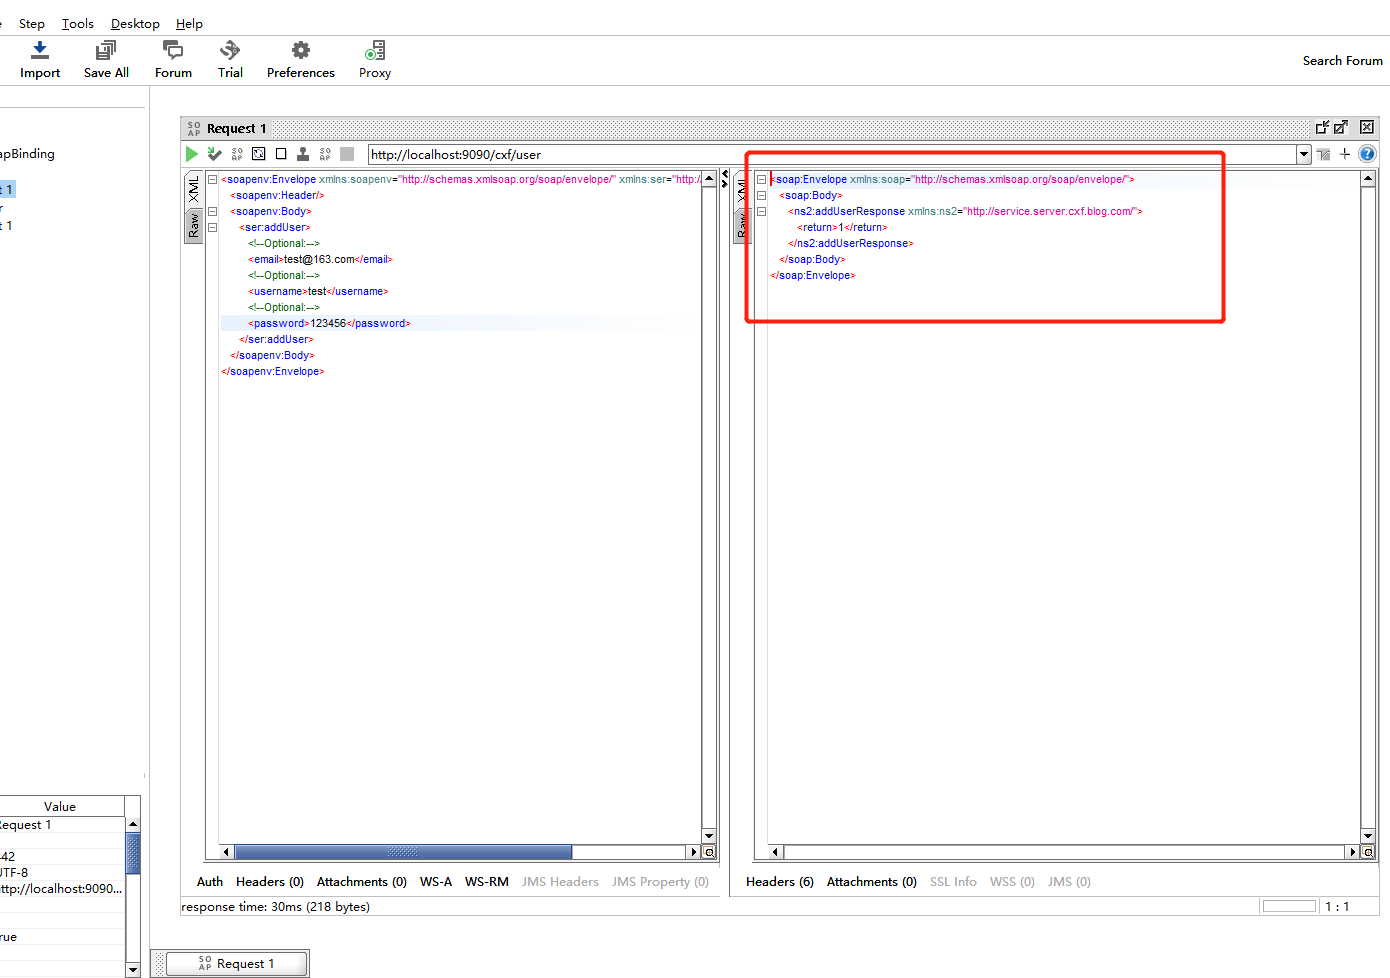 Step Tools Desktop Help
Import Save All Forum Trial Preferences Proxy
Search Forum
apBinding
t 1
r
t 1
SO AP Request 1
http://localhost:9090/cxf/user
XML
Raw
<soapenv:Envelope xmlns:soapenv="http://schemas.xmlsoap.org/soap/envelope/" xmlns:ser="http://
<soapenv:Header/>
<soapenv:Body>
<ser:addUser>
<!--Optional:-->
<email>test@163.com</email>
<!--Optional:-->
<username>test</username>
<!--Optional:-->
<password>123456</password>
</ser:addUser>
</soapenv:Body>
</soapenv:Envelope>
XML
Raw
<soap:Envelope xmlns:soap="http://schemas.xmlsoap.org/soap/envelope/">
<soap:Body>
<ns2:addUserResponse xmlns:ns2="http://service.server.cxf.blog.com/">
<return>1</return>
</ns2:addUserResponse>
</soap:Body>
</soap:Envelope>
Value
Request 1
42
UTF-8
http://localhost:9090...
rue
Auth Headers (0) Attachments (0) WS-A WS-RM JMS Headers JMS Property (0)
Headers (6) Attachments (0) SSL Info WSS (0) JMS (0)
response time: 30ms (218 bytes)
1 : 1
SO AP Request 1